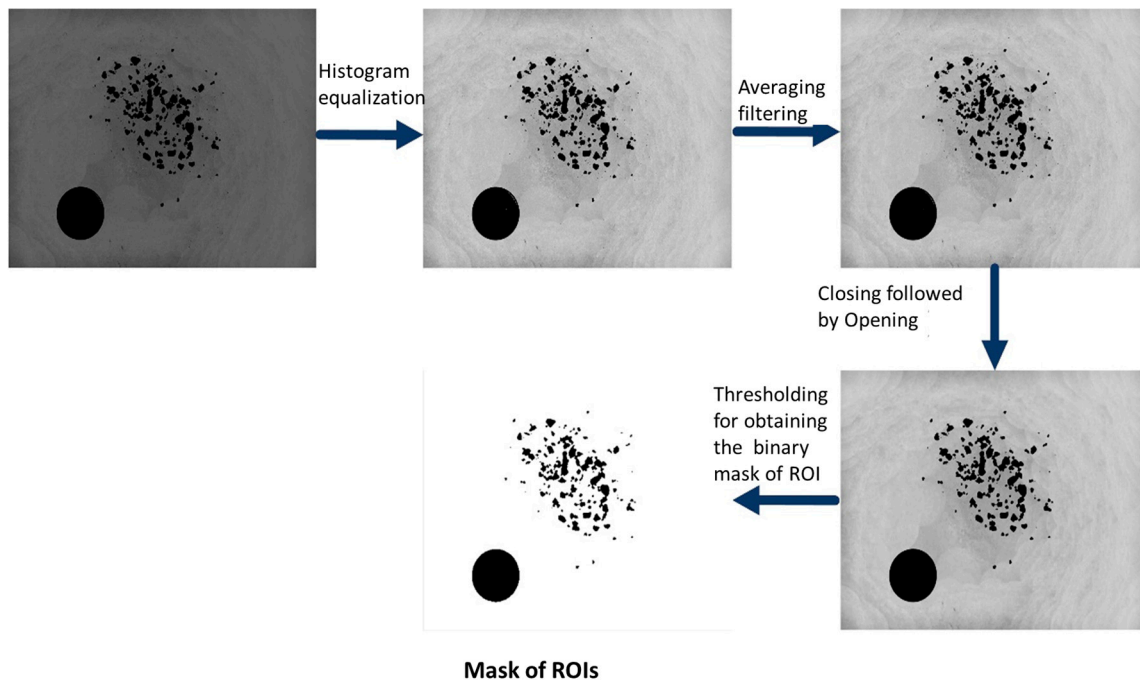 Histogram
equalization
Averaging
filtering
Closing followed
by Opening
Thresholding
for obtaining
the binary
mask of ROI
Mask of ROIs